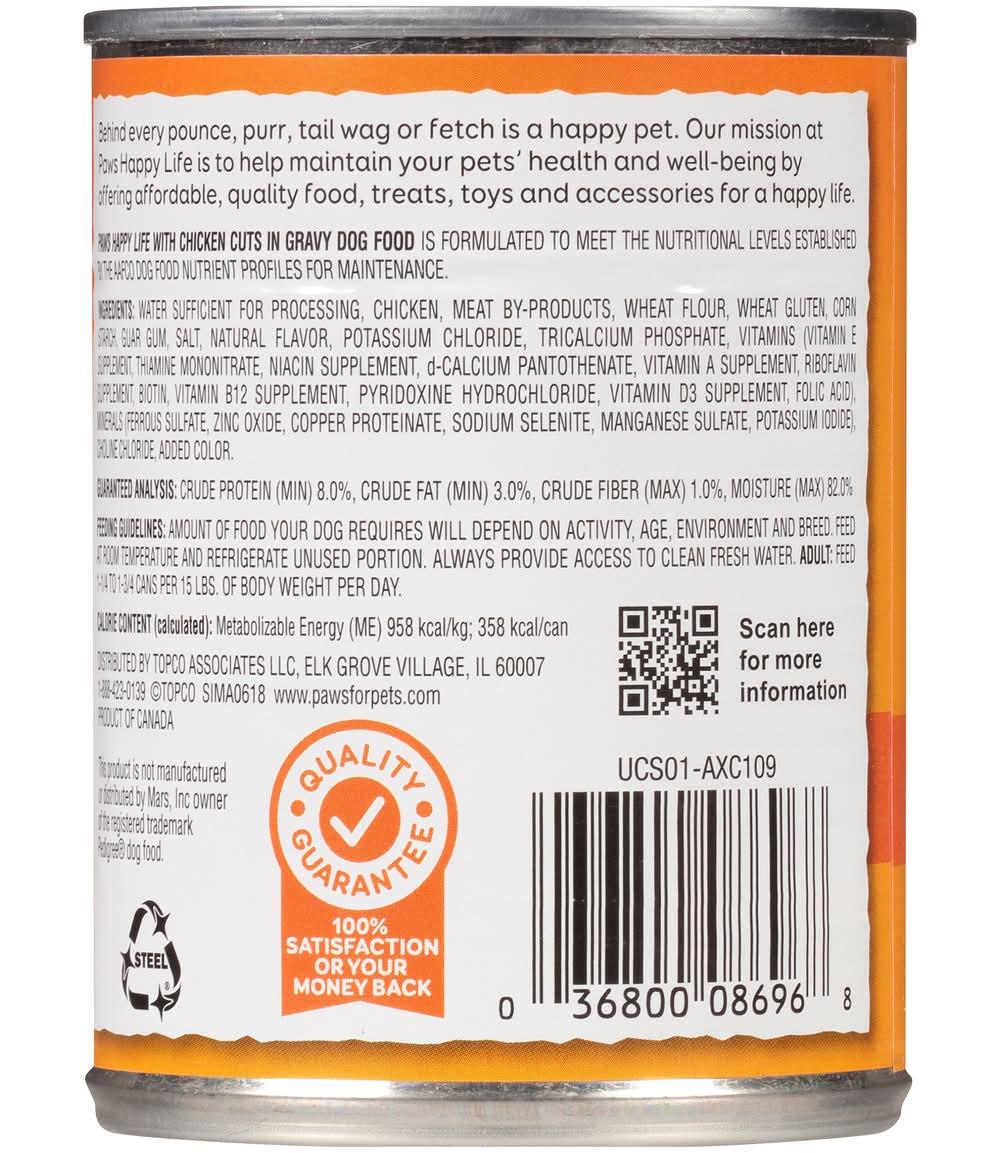 Behind every pounce, purr, tail wag or fetch is a happy pet. Our mission at
Paws Happy Life is to help maintain your pets' health and well-being by
offering affordable, quality food, treats, toys and accessories for a happy life.
PAWS HAPPY LIFE WITH CHICKEN CUTS IN GRAVY DOG FOOD IS FORMULATED TO MEET THE NUTRITIONAL LEVELS ESTABLISHED
BY THE AAFCO DOG FOOD NUTRIENT PROFILES FOR MAINTENANCE.
INGREDIENTS: WATER SUFFICIENT FOR PROCESSING, CHICKEN, MEAT BY-PRODUCTS, WHEAT FLOUR, WHEAT GLUTEN, CORN
STARCH, GUAR GUM, SALT, NATURAL FLAVOR, POTASSIUM CHLORIDE, TRICALCIUM PHOSPHATE, VITAMINS (VITAMIN E
SUPPLEMENT, THIAMINE MONONITRATE, NIACIN SUPPLEMENT, d-CALCIUM PANTOTHENATE, VITAMIN A SUPPLEMENT, RIBOFLAVIN
SUPPLEMENT, BIOTIN, VITAMIN B12 SUPPLEMENT, PYRIDOXINE HYDROCHLORIDE, VITAMIN D3 SUPPLEMENT, FOLIC ACID),
MINERALS (FERROUS SULFATE, ZINC OXIDE, COPPER PROTEINATE, SODIUM SELENITE, MANGANESE SULFATE, POTASSIUM IODIDE),
CHOLINE CHLORIDE, ADDED COLOR.
GUARANTEED ANALYSIS: CRUDE PROTEIN (MIN) 8.0%, CRUDE FAT (MIN) 3.0%, CRUDE FIBER (MAX) 1.0%, MOISTURE (MAX) 82.0%
FEEDING GUIDELINES: AMOUNT OF FOOD YOUR DOG REQUIRES WILL DEPEND ON ACTIVITY, AGE, ENVIRONMENT AND BREED. FEED
AT ROOM TEMPERATURE AND REFRIGERATE UNUSED PORTION. ALWAYS PROVIDE ACCESS TO CLEAN FRESH WATER. ADULT: FEED
1-1/4 TO 1-3/4 CANS PER 15 LBS. OF BODY WEIGHT PER DAY.
CALORIE CONTENT (calculated): Metabolizable Energy (ME) 958 kcal/kg; 358 kcal/can
DISTRIBUTED BY TOPCO ASSOCIATES LLC, ELK GROVE VILLAGE, IL 60007
1-888-423-0139 ©TOPCO SIMA0618 www.pawsforpets.com
PRODUCT OF CANADA
Scan here
for more
information
This product is not manufactured
or distributed by Mars, Inc owner
of the registered trademark
Pedigree® dog food.
STEEL
®
QUALITY
GUARANTEE
100%
SATISFACTION
OR YOUR
MONEY BACK
UCS01-AXC109
0 36800 08696 8